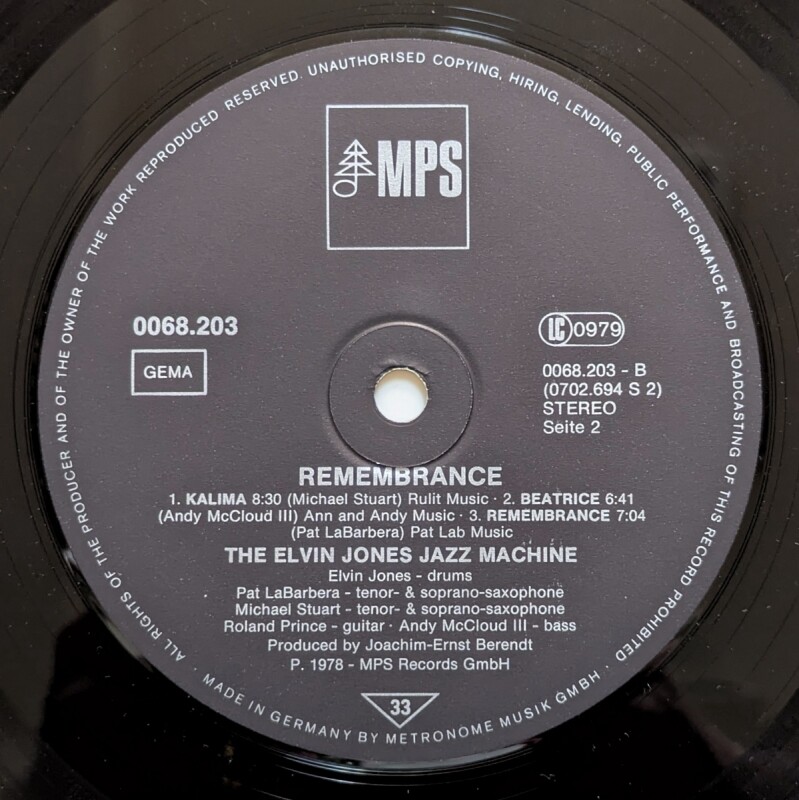 ALL RIGHTS OF THE PRODUCER AND OF THE OWNER OF THE WORK REPRODUCED RESERVED. UNAUTHORISED COPYING, HIRING, LENDING, PUBLIC PERFORMANCE AND BROADCASTING OF THIS RECORD PROHIBITED
MPS
0068.203
GEMA
LC 0979
0068.203 - B
(0702.694 S 2)
STEREO
Seite 2
REMEMBRANCE
1. KALIMA 8:30 (Michael Stuart) Rulit Music · 2. BEATRICE 6:41
(Andy McCloud III) Ann and Andy Music · 3. REMEMBRANCE 7:04
(Pat LaBarbera) Pat Lab Music
THE ELVIN JONES JAZZ MACHINE
Elvin Jones - drums
Pat LaBarbera - tenor- & soprano-saxophone
Michael Stuart - tenor- & soprano-saxophone
Roland Prince - guitar · Andy McCloud III - bass
Produced by Joachim-Ernst Berendt
P. 1978 - MPS Records GmbH
33
· MADE IN GERMANY BY METRONOME MUSIK GMBH ·